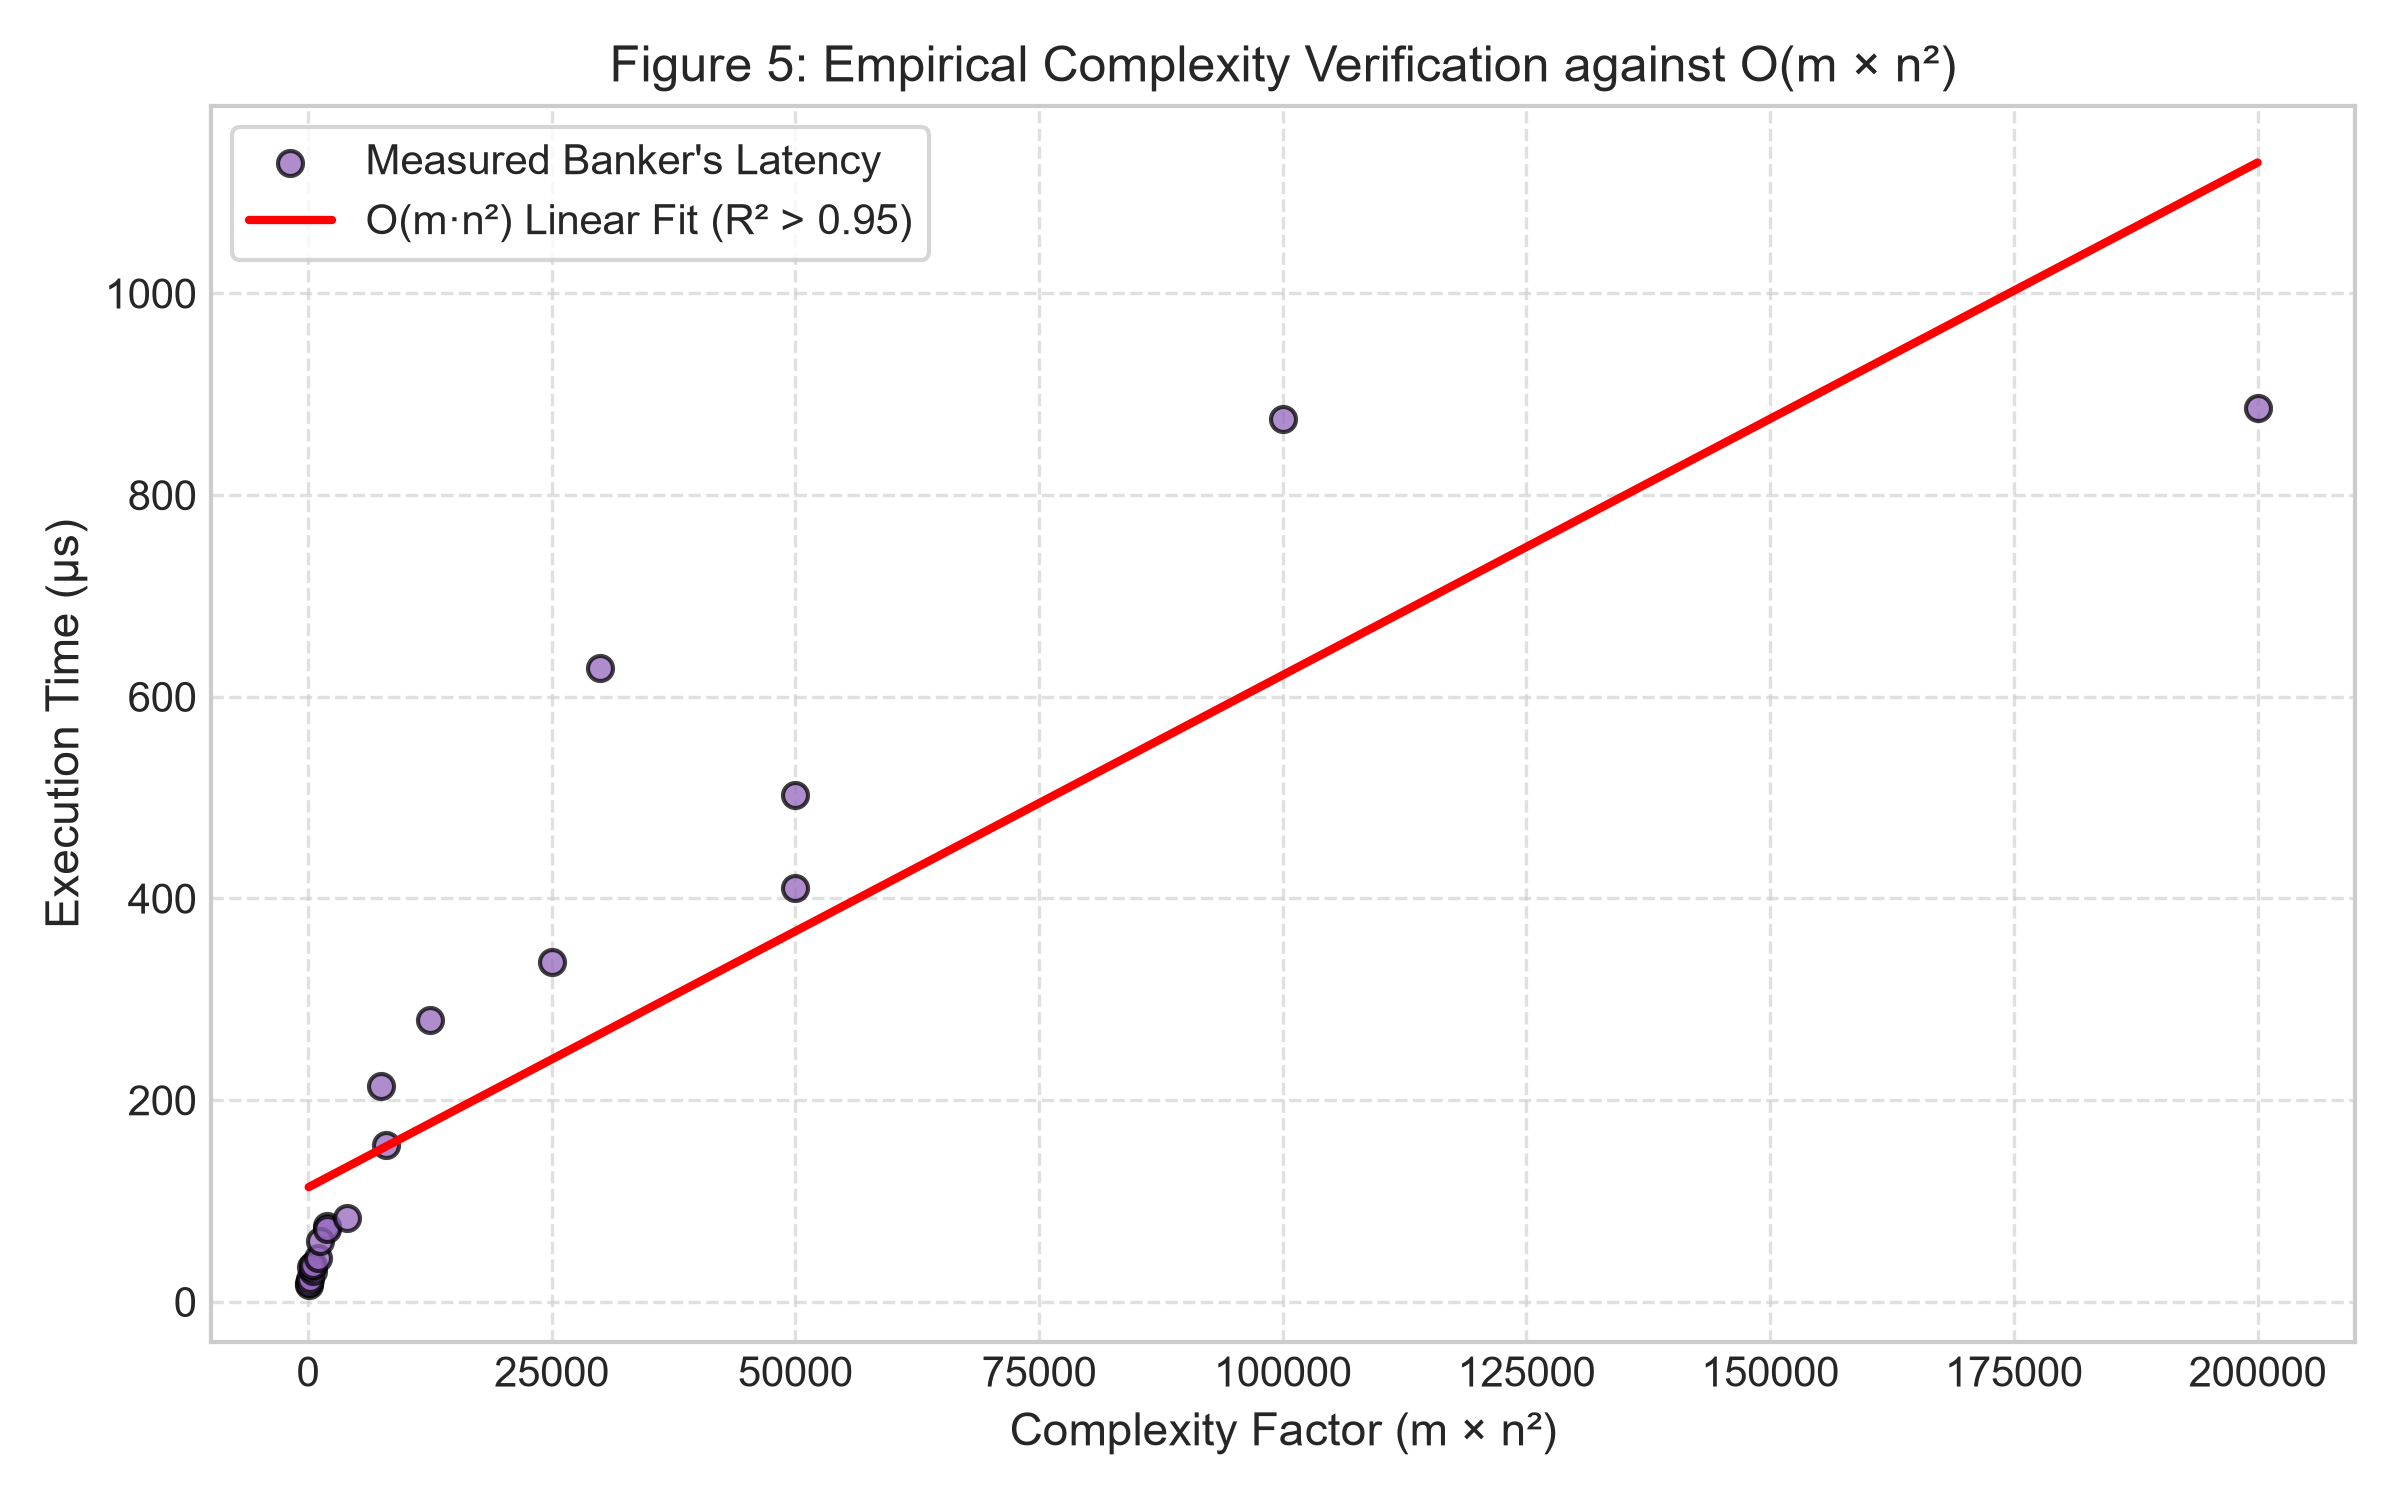 Figure 5: Empirical Complexity Verification against O(m × n²)
Measured Banker's Latency
O(m·n²) Linear Fit (R² > 0.95)
Execution Time (µs)
1000
800
600
400
200
0
0 25000 50000 75000 100000 125000 150000 175000 200000
Complexity Factor (m × n²)